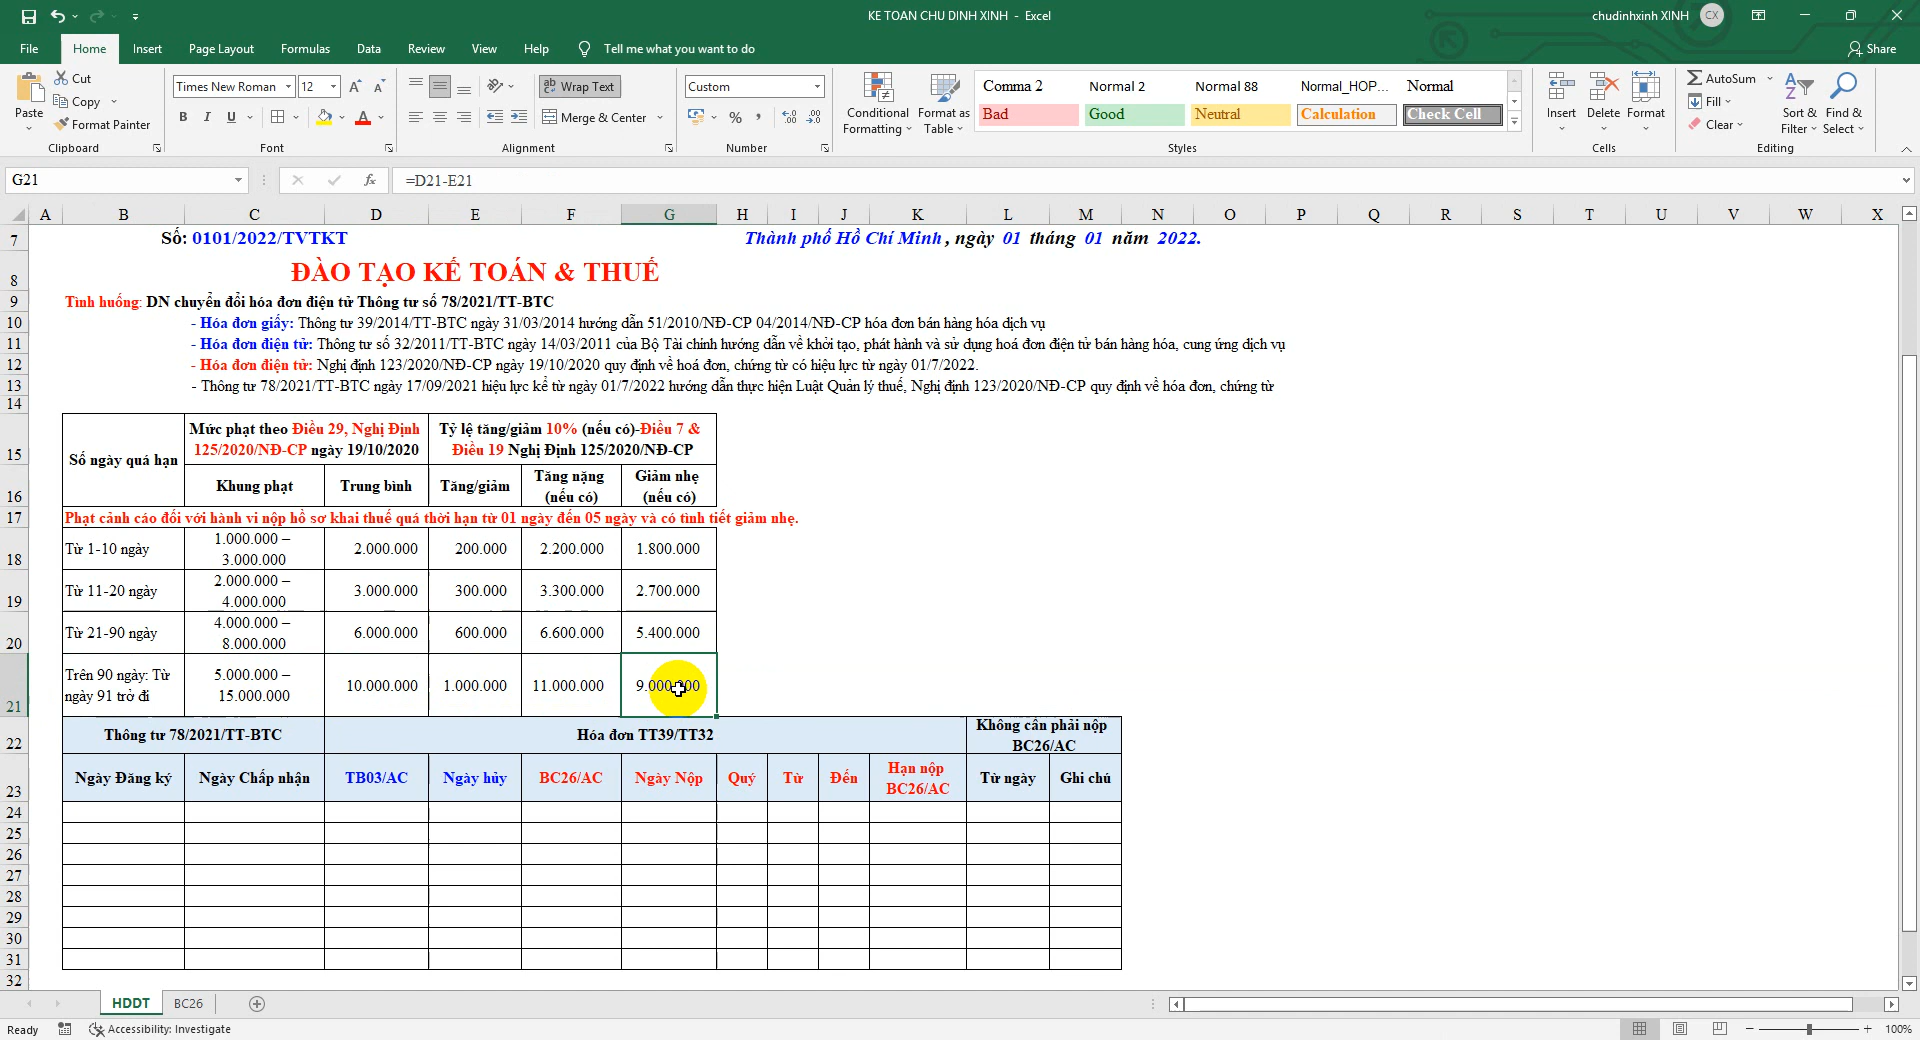 KE TOAN CHU DINH XINH - Excel
chudinhxinh XINH CX
File Home Insert Page Layout Formulas Data Review View Help Tell me what you want to do Share
Paste Cut Copy Format Painter
Clipboard
Times New Roman 12
B I U
Font
Wrap Text
Merge & Center
Alignment
Custom
Number
Conditional Formatting
Format as Table
Comma 2 Normal 2 Normal 88 Normal_HOP... Normal
Bad Good Neutral Calculation Check Cell
Styles
Insert Delete Format
Cells
AutoSum
Fill
Clear
Sort & Filter
Find & Select
Editing
G21 fx =D21-E21
A B C D E F G H I J K L M N O P Q R S T U V W X
7 Số: 0101/2022/TVTKT Thành phố Hồ Chí Minh, ngày 01 tháng 01 năm 2022.
8 ĐÀO TẠO KẾ TOÁN & THUẾ
9 Tình huống: DN chuyển đổi hóa đơn điện tử Thông tư số 78/2021/TT-BTC
10 - Hóa đơn giấy: Thông tư 39/2014/TT-BTC ngày 31/03/2014 hướng dẫn 51/2010/NĐ-CP 04/2014/NĐ-CP hóa đơn bán hàng hóa dịch vụ
11 - Hóa đơn điện tử: Thông tư số 32/2011/TT-BTC ngày 14/03/2011 của Bộ Tài chính hướng dẫn về khởi tạo, phát hành và sử dụng hoá đơn điện tử bán hàng hóa, cung ứng dịch vụ
12 - Hóa đơn điện tử: Nghị định 123/2020/NĐ-CP ngày 19/10/2020 quy định về hoá đơn, chứng từ có hiệu lực từ ngày 01/7/2022.
13 - Thông tư 78/2021/TT-BTC ngày 17/09/2021 hiệu lực kể từ ngày 01/7/2022 hướng dẫn thực hiện Luật Quản lý thuế, Nghị định 123/2020/NĐ-CP quy định về hóa đơn, chứng từ
14
15 Số ngày quá hạn Mức phạt theo Điều 29, Nghị Định 125/2020/NĐ-CP ngày 19/10/2020 Tỷ lệ tăng/giảm 10% (nếu có)-Điều 7 & Điều 19 Nghị Định 125/2020/NĐ-CP
16 Khung phạt Trung bình Tăng/giảm Tăng nặng (nếu có) Giảm nhẹ (nếu có)
17 Phạt cảnh cáo đối với hành vi nộp hồ sơ khai thuế quá thời hạn từ 01 ngày đến 05 ngày và có tình tiết giảm nhẹ.
18 Từ 1-10 ngày 1.000.000 – 3.000.000 2.000.000 200.000 2.200.000 1.800.000
19 Từ 11-20 ngày 2.000.000 – 4.000.000 3.000.000 300.000 3.300.000 2.700.000
20 Từ 21-90 ngày 4.000.000 – 8.000.000 6.000.000 600.000 6.600.000 5.400.000
21 Trên 90 ngày: Từ ngày 91 trở đi 5.000.000 – 15.000.000 10.000.000 1.000.000 11.000.000 9.000.000
22 Thông tư 78/2021/TT-BTC Hóa đơn TT39/TT32 Không cần phải nộp BC26/AC
23 Ngày Đăng ký Ngày Chấp nhận TB03/AC Ngày hủy BC26/AC Ngày Nộp Quý Từ Đến Hạn nộp BC26/AC Từ ngày Ghi chú
24
25
26
27
28
29
30
31
32
HDDT BC26
Ready Accessibility: Investigate 100%